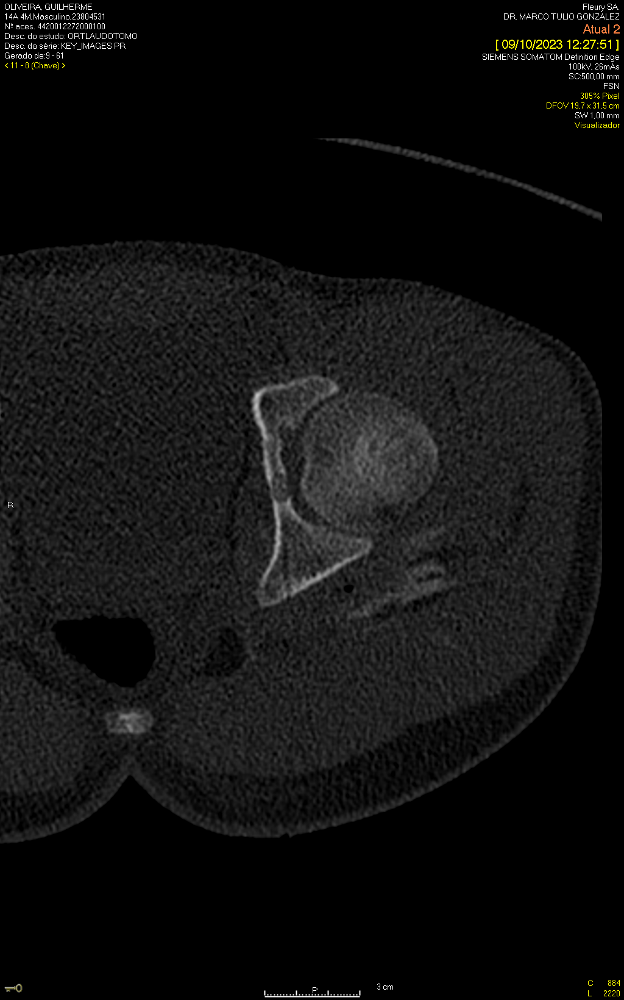 OLIVEIRA, GUILHERME
14A 4M,Masculino,23804531
Nº aces. 4420012272000100
Desc. do estudo: ORTLAUDOTOMO
Desc. da série: KEY_IMAGES PR
Gerado de:9 - 61
< 11 - 8 (Chave) >
Fleury SA.
DR. MARCO TULIO GONZALEZ
Atual 2
[ 09/10/2023 12:27:51 ]
SIEMENS SOMATOM Definition Edge
100kV, 26mAs
SC:500,00 mm
FSN
305% Pixel
DFOV 19,7 x 31,5 cm
SW 1,00 mm
Visualizador
R
P
3 cm
C 884
L 2220